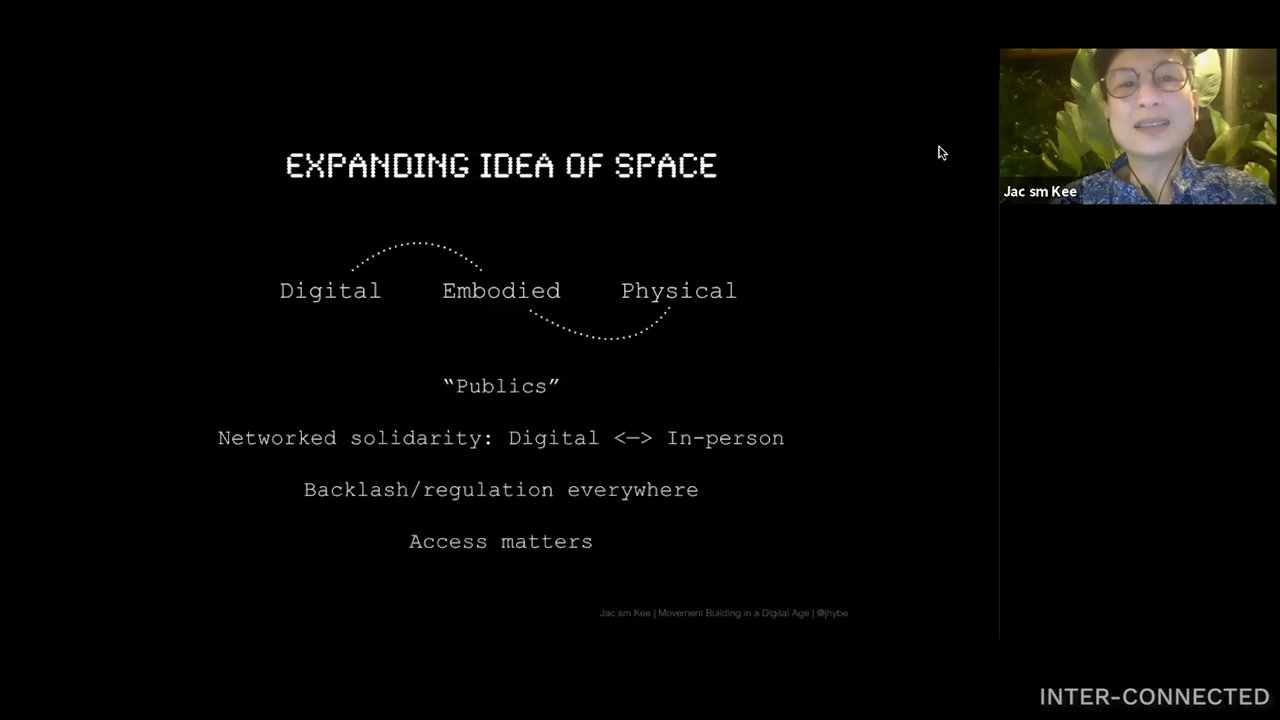 EXPANDING IDEA OF SPACE
Digital Embodied Physical
“Publics”
Networked solidarity: Digital <—> In-person
Backlash/regulation everywhere
Access matters
Jac sm Kee | Movement Building in a Digital Age | @jhybe
Jac sm Kee
INTER-CONNECTED